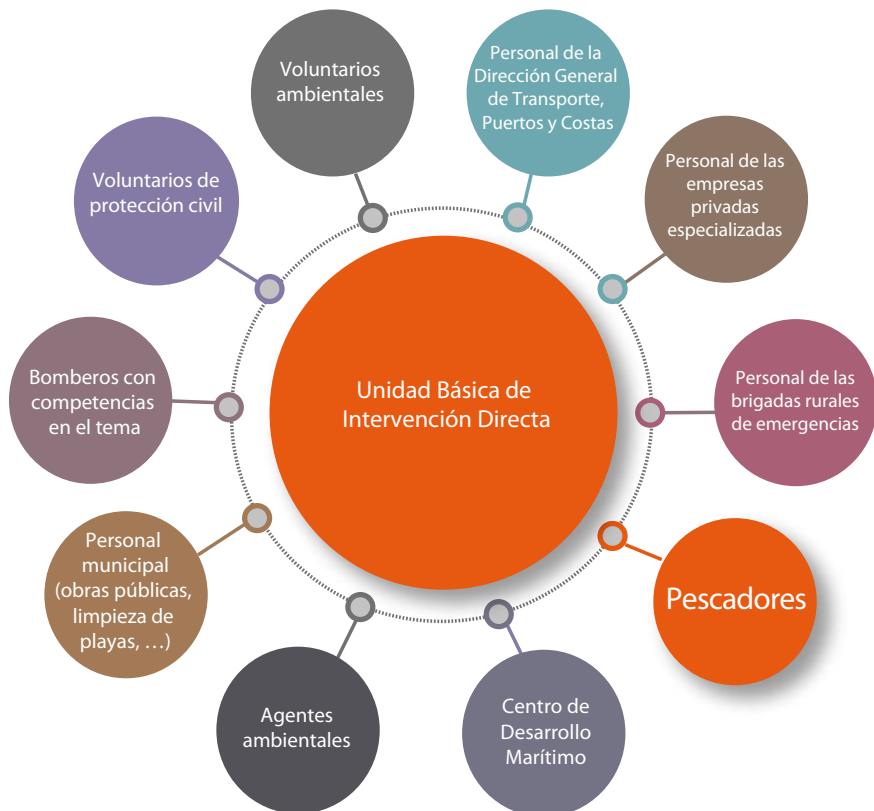 Voluntarios
ambientales
Personal de la
Dirección General
de Transporte,
Puertos y Costas
Personal de las
empresas
privadas
especializadas
Voluntarios de
protección civil
Unidad Básica de
Intervención Directa
Bomberos con
competencias
en el tema
Personal de las
brigadas rurales
de emergencias
Personal
municipal
(obras públicas,
limpieza de
playas, …)
Pescadores
Agentes
ambientales
Centro de
Desarrollo
Marítimo